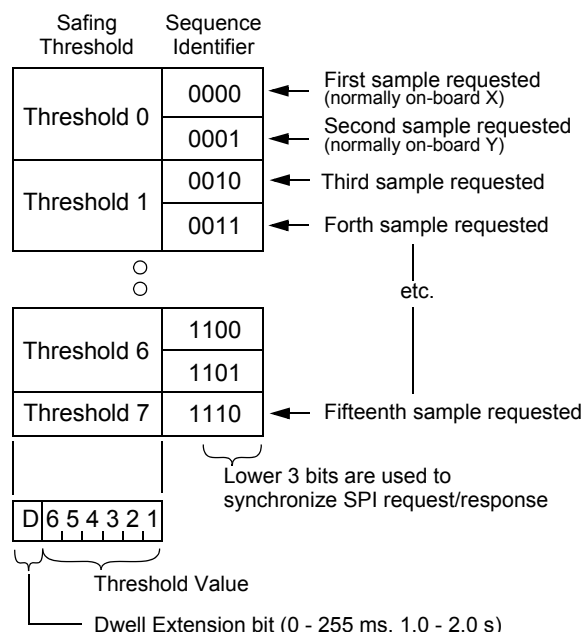 Safing
Threshold
Sequence
Identifier
Threshold 0
0000
First sample requested
(normally on-board X)
0001
Second sample requested
(normally on-board Y)
Threshold 1
0010
Third sample requested
0011
Forth sample requested
etc.
Threshold 6
1100
1101
Threshold 7
1110
Fifteenth sample requested
Lower 3 bits are used to
synchronize SPI request/response
D 6 5 4 3 2 1
Threshold Value
Dwell Extension bit (0 - 255 ms, 1.0 - 2.0 s)